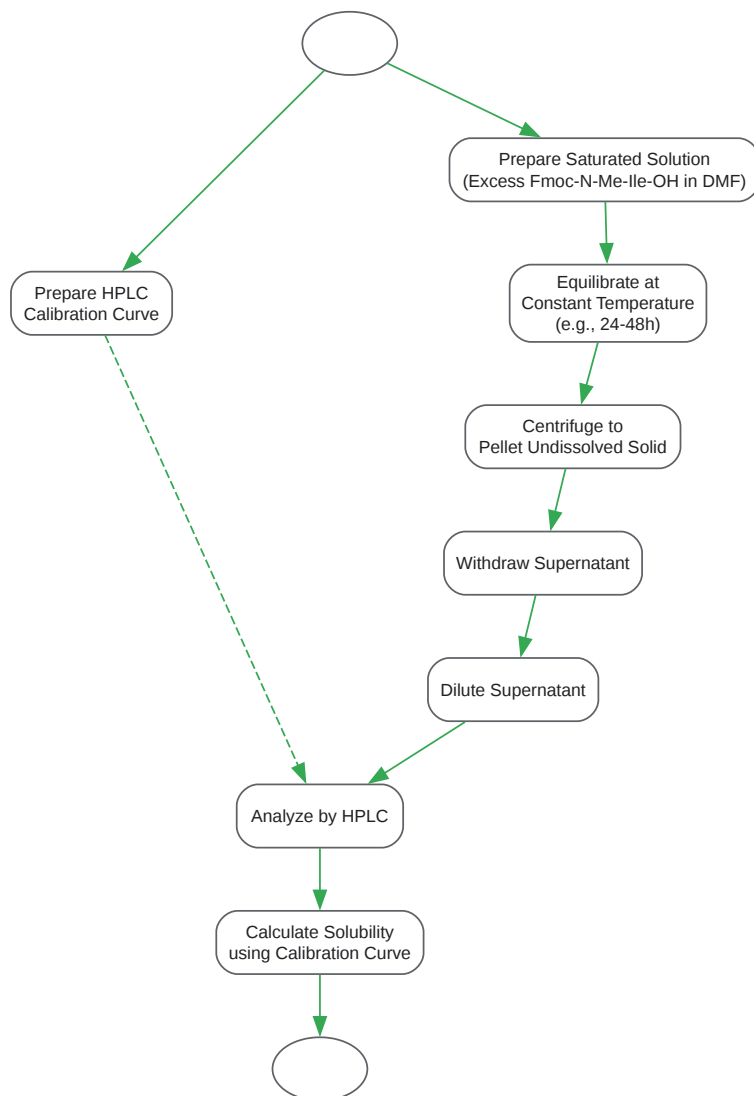 Prepare Saturated Solution
(Excess Fmoc-N-Me-Ile-OH in DMF)
Prepare HPLC
Calibration Curve
Equilibrate at
Constant Temperature
(e.g., 24-48h)
Centrifuge to
Pellet Undissolved Solid
Withdraw Supernatant
Dilute Supernatant
Analyze by HPLC
Calculate Solubility
using Calibration Curve